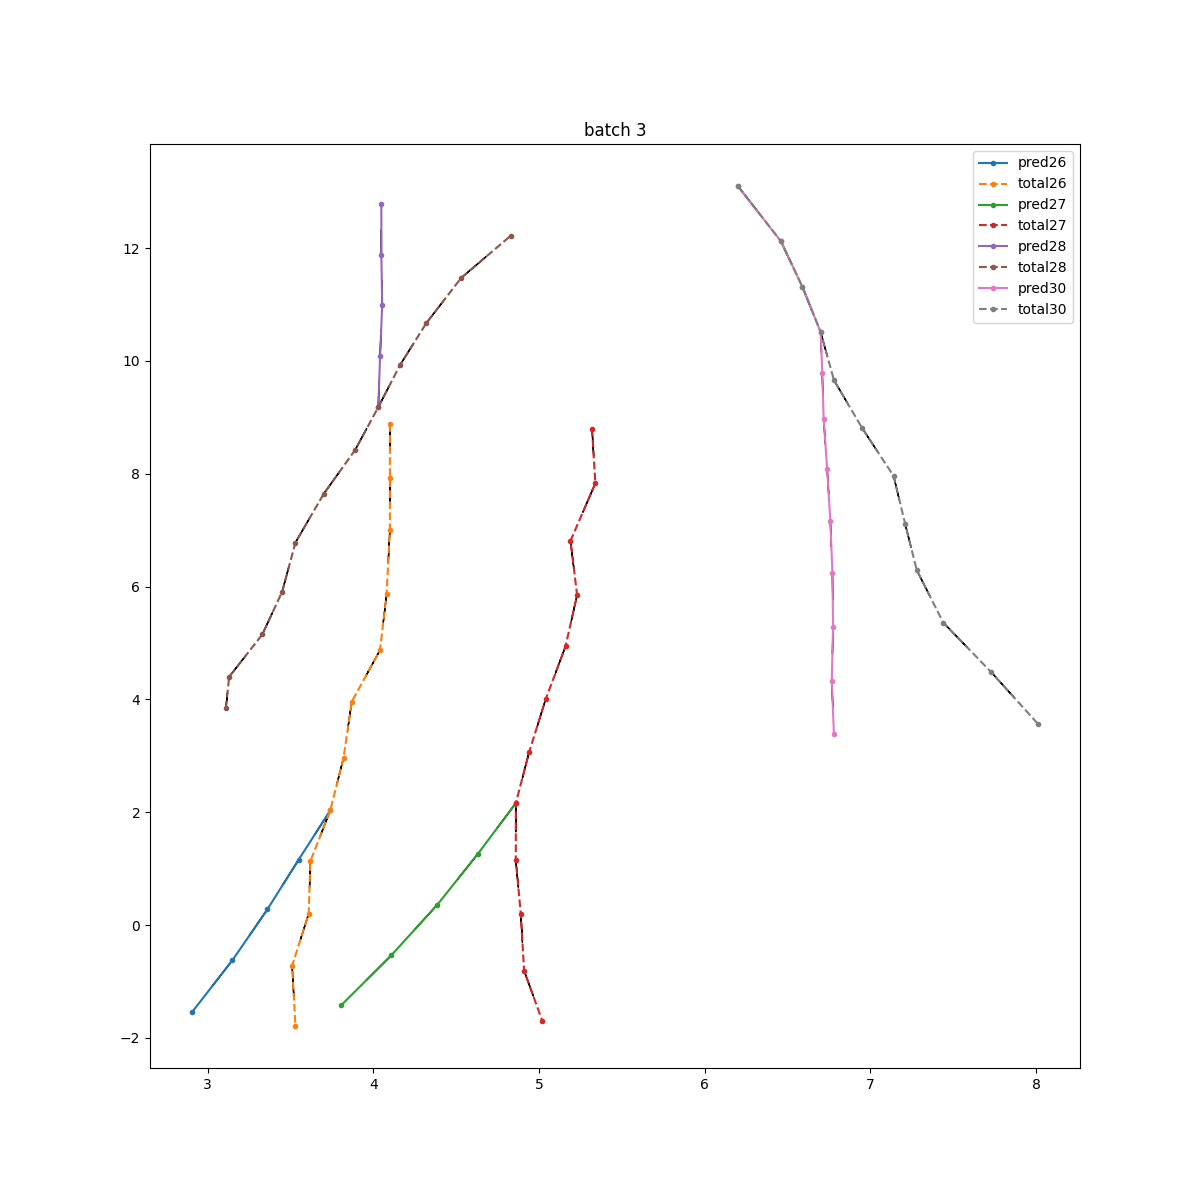 batch 3
pred26
total26
pred27
total27
pred28
total28
pred30
total30
12
10
8
6
4
2
0
−2
3 4 5 6 7 8